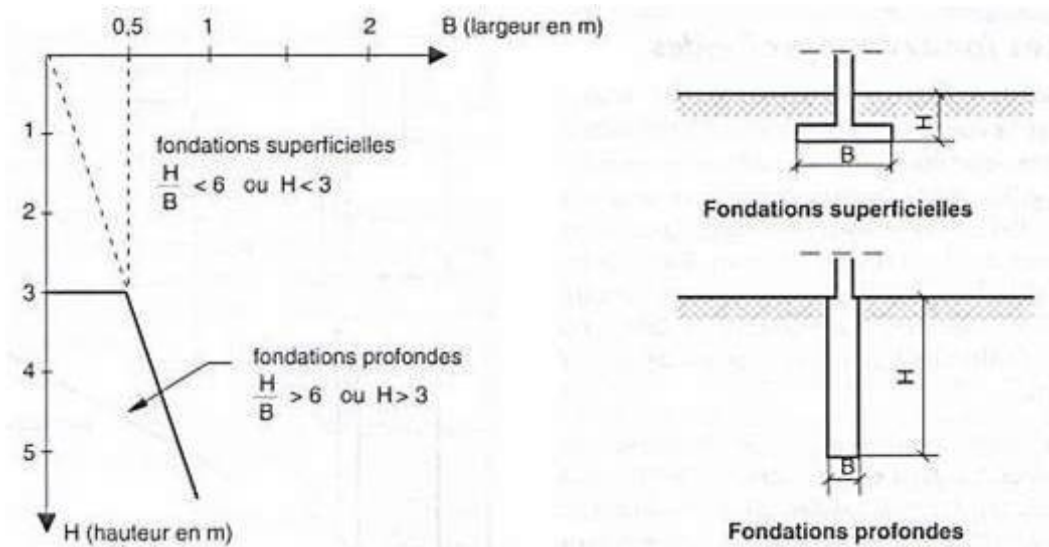 0,5 1 2 B (largeur en m)
1
2
3
4
5
H (hauteur en m)
fondations superficielles
H
B
< 6 ou H < 3
fondations profondes
H
B
> 6 ou H > 3
H
B
Fondations superficielles
H
B
Fondations profondes